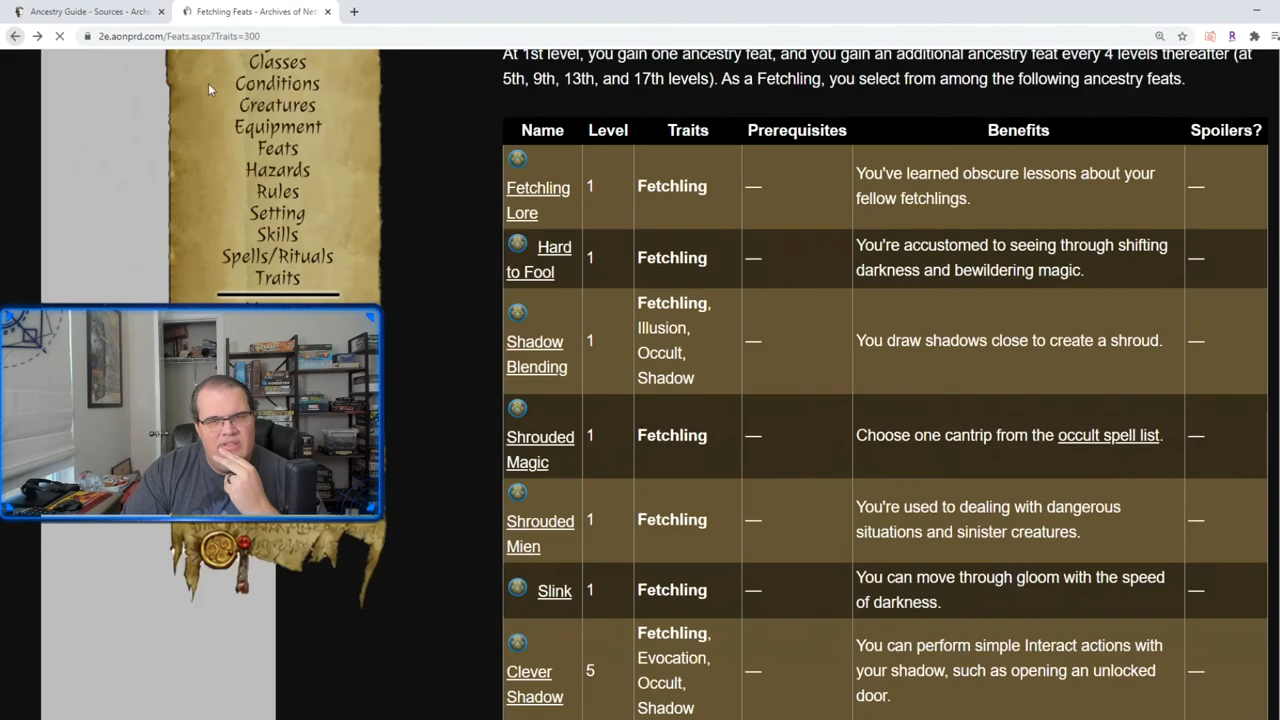 Ancestry Guide - Sources - Archi
Fetchling Feats - Archives of Net
2e.aonprd.com/Feats.aspx?Traits=300
Classes
Conditions
Creatures
Equipment
Feats
Hazards
Rules
Setting
Skills
Spells/Rituals
Traits
At 1st level, you gain one ancestry feat, and you gain an additional ancestry feat every 4 levels thereafter (at
5th, 9th, 13th, and 17th levels). As a Fetchling, you select from among the following ancestry feats.
Name Level Traits Prerequisites Benefits Spoilers?
Fetchling
Lore
1
Fetchling
—
You've learned obscure lessons about your
fellow fetchlings.
—
Hard
to Fool
1
Fetchling
—
You're accustomed to seeing through shifting
darkness and bewildering magic.
—
Shadow
Blending
1
Fetchling,
Illusion,
Occult,
Shadow
—
You draw shadows close to create a shroud.
—
Shrouded
Magic
1
Fetchling
—
Choose one cantrip from the occult spell list.
—
Shrouded
Mien
1
Fetchling
—
You're used to dealing with dangerous
situations and sinister creatures.
—
Slink
1
Fetchling
—
You can move through gloom with the speed
of darkness.
—
Clever
Shadow
5
Fetchling,
Evocation,
Occult,
Shadow
—
You can perform simple Interact actions with
your shadow, such as opening an unlocked
door.
—